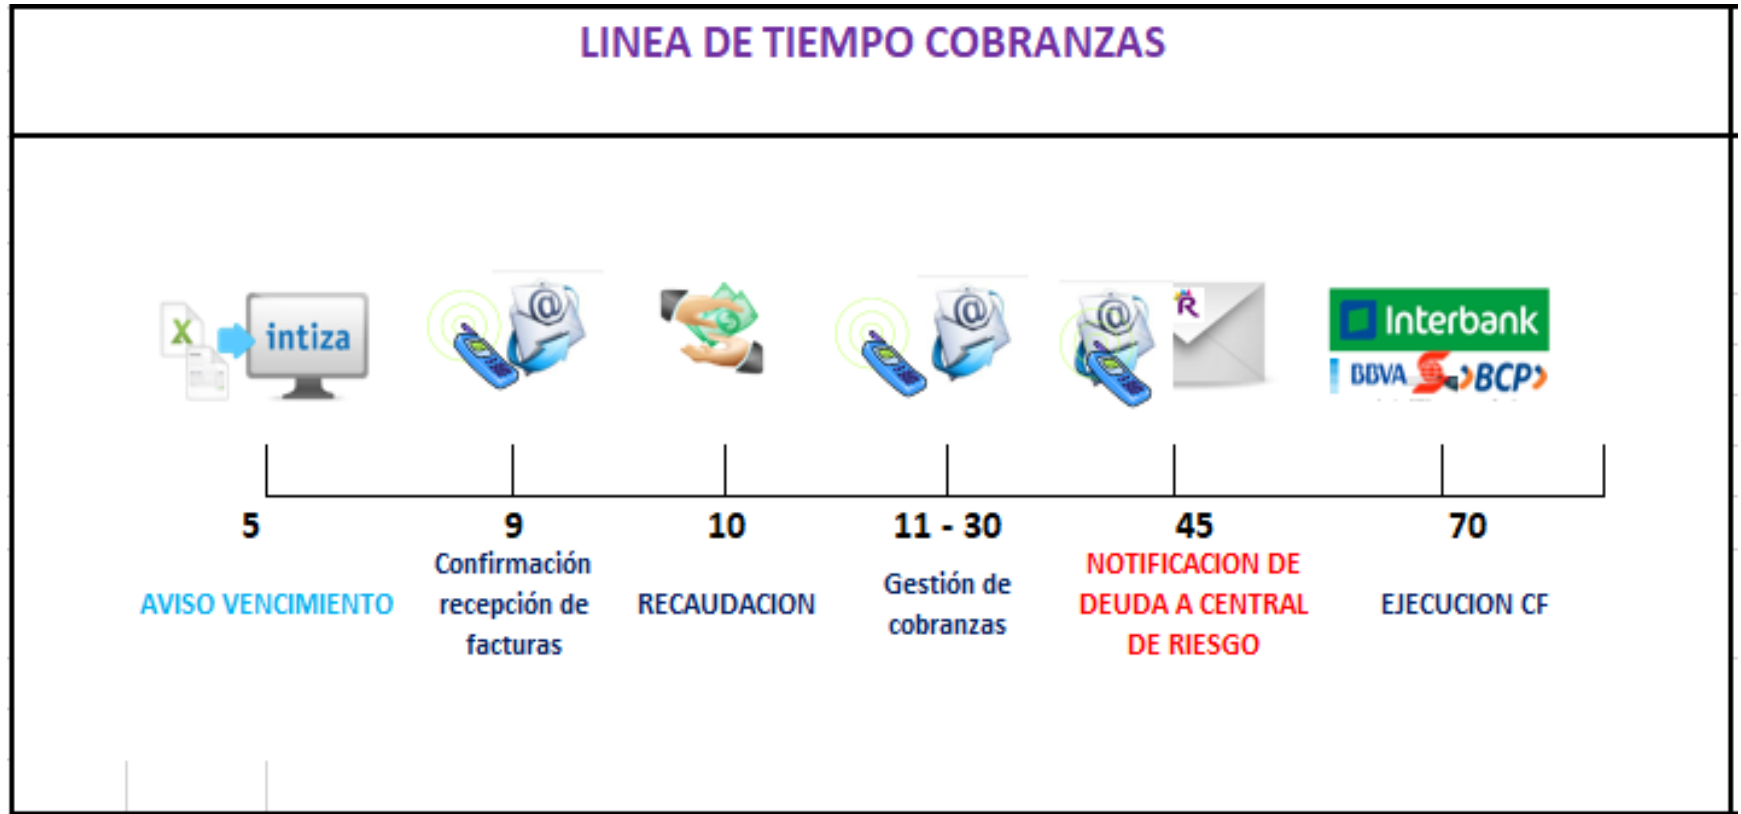 LINEA DE TIEMPO COBRANZAS
X
intiza
@
@
@
R
Interbank
BBVA
BCP
5
9
10
11 - 30
45
70
AVISO VENCIMIENTO
Confirmación
recepción de
facturas
RECAUDACION
Gestión de
cobranzas
NOTIFICACION DE
DEUDA A CENTRAL
DE RIESGO
EJECUCION CF